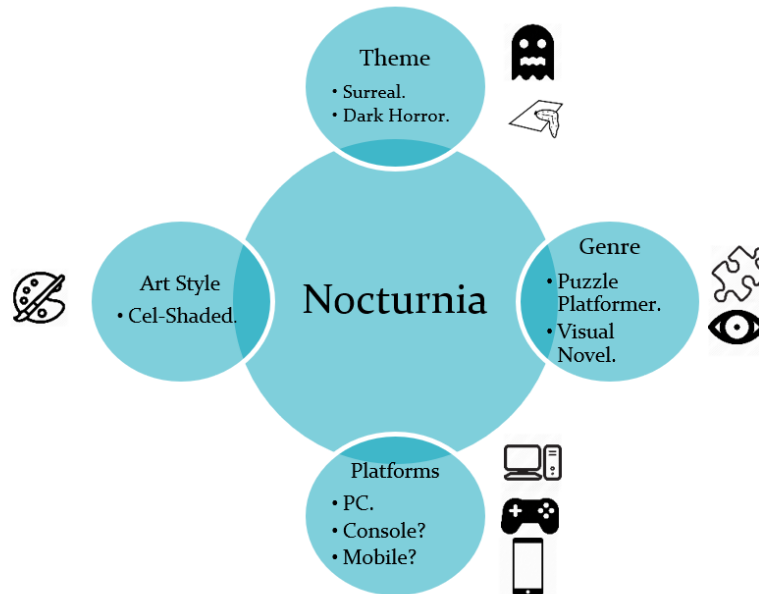 Theme
• Surreal.
• Dark Horror.
Art Style
• Cel-Shaded.
Nocturnia
Genre
• Puzzle
Platformer.
• Visual
Novel.
Platforms
• PC.
• Console?
• Mobile?